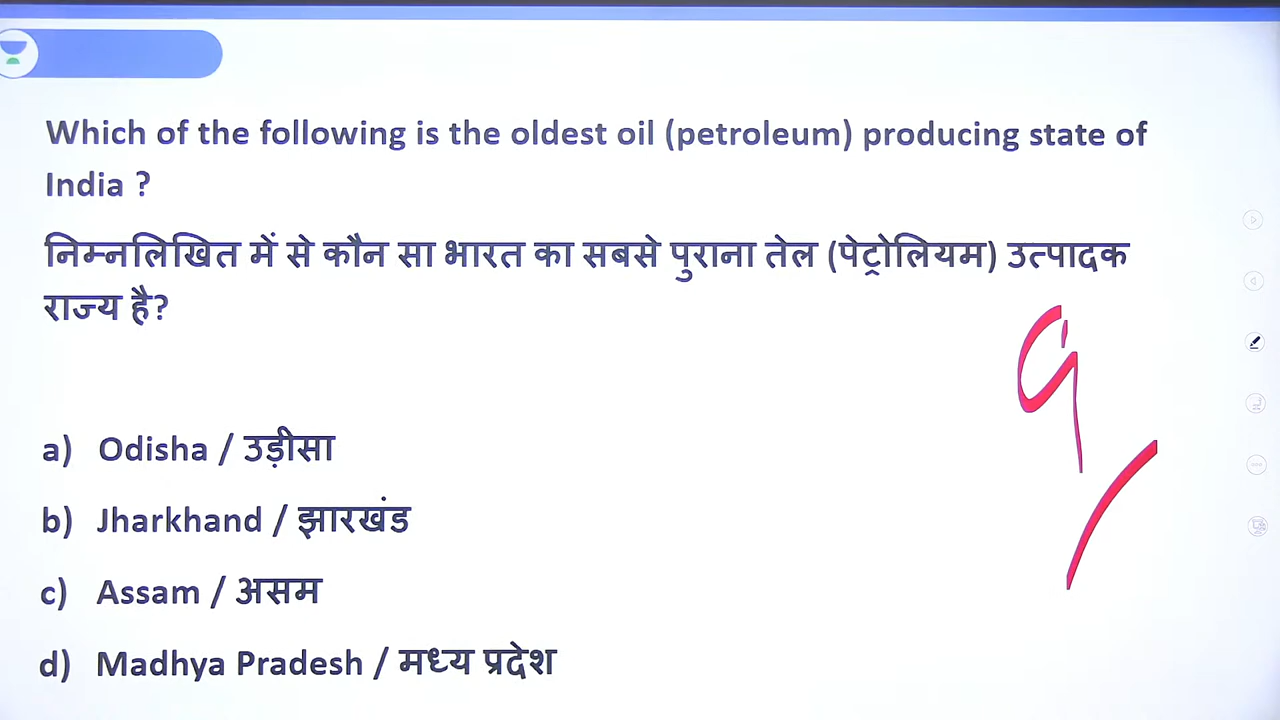 Which of the following is the oldest oil (petroleum) producing state of
India ?
निम्नलिखित में से कौन सा भारत का सबसे पुराना तेल (पेट्रोलियम) उत्पादक
राज्य है?
9
a) Odisha / उड़ीसा
b) Jharkhand / झारखंड
c) Assam / असम
d) Madhya Pradesh / मध्य प्रदेश